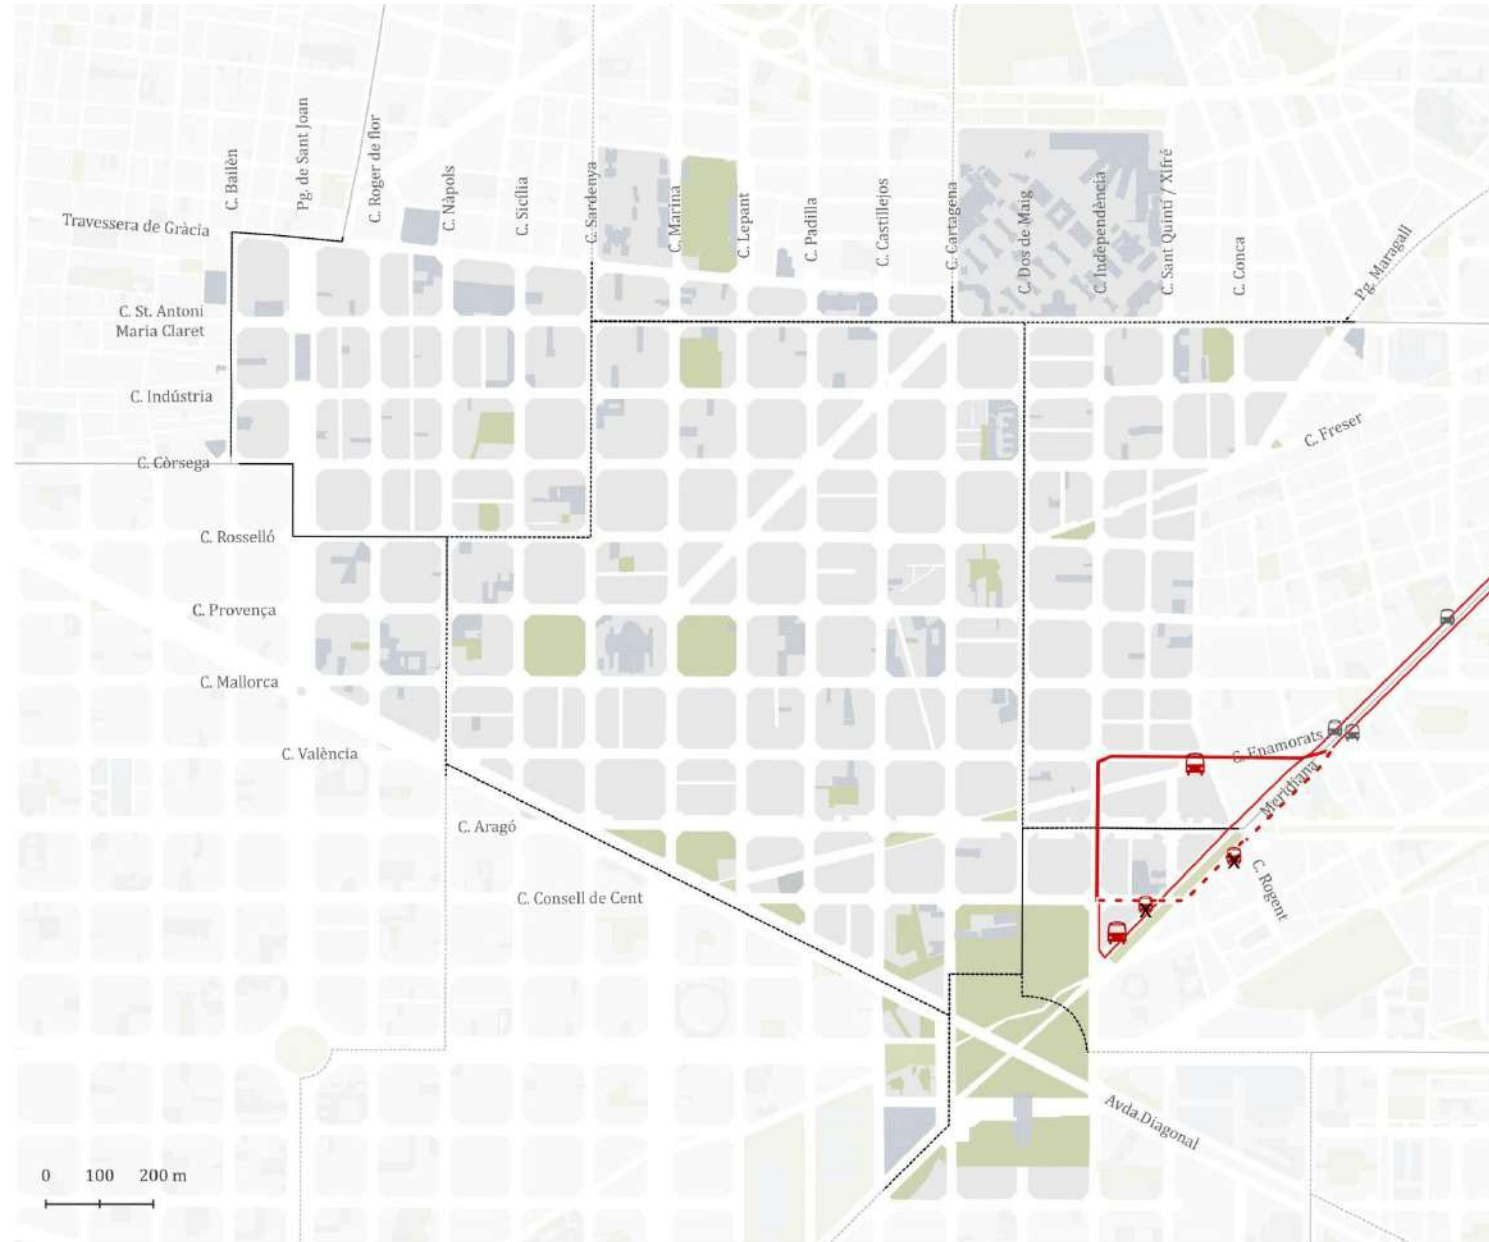 C. Bailèn
Pg. de Sant Joan
C. Roger de flor
C. Nàpols
C. Sicília
C. Sardenya
C. Marina
C. Lepant
C. Padilla
C. Castillejos
C. Cartagena
C. Dos de Maig
C. Independència
C. Sant Quintí / Xifré
C. Conca
Pg. Maragall
Travessera de Gràcia
C. St. Antoni
Maria Claret
C. Indústria
C. Freser
C. Còrsega
C. Rosselló
C. Provença
C. Mallorca
C. València
C. Enamorats
Meridiana
C. Aragó
C. Consell de Cent
C. Rogent
Avda.Diagonal
0 100 200 m